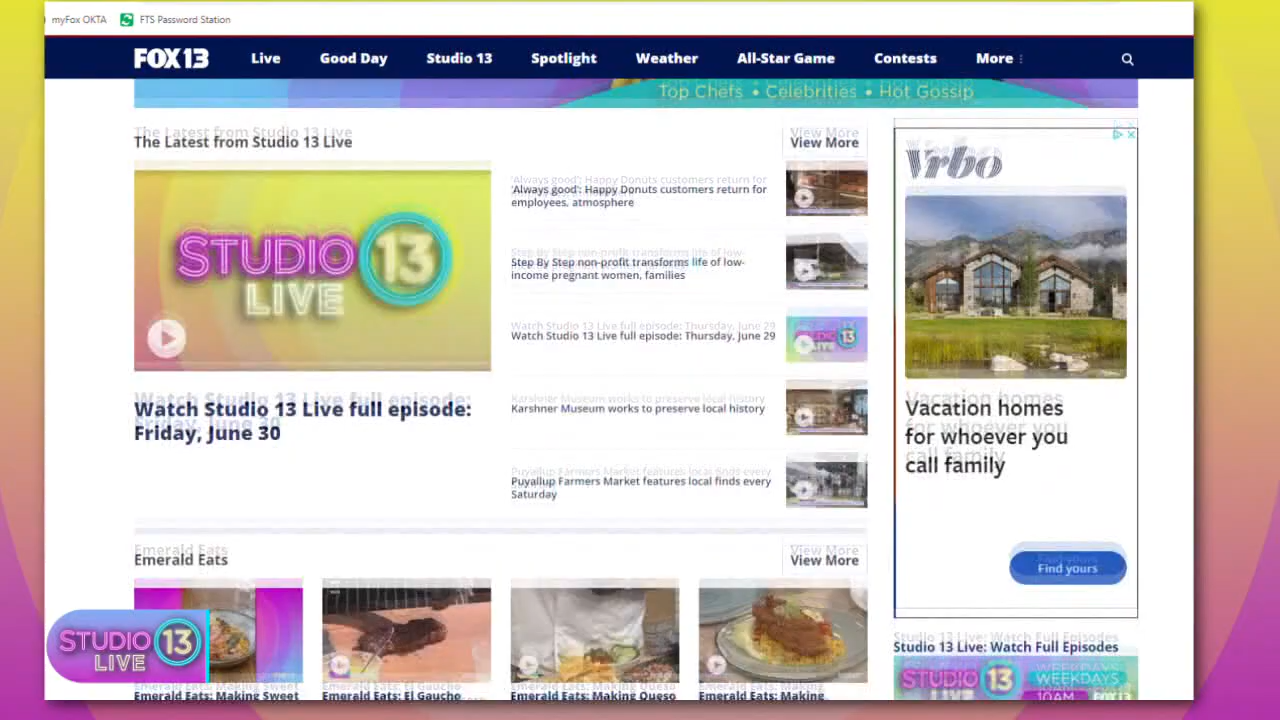 myFox OKTA
FTS Password Station
FOX13
Live
Good Day
Studio 13
Spotlight
Weather
All-Star Game
Contests
More
Top Chefs • Celebrities • Hot Gossip
The Latest from Studio 13 Live
View More
STUDIO 13
LIVE
Watch Studio 13 Live full episode:
Friday, June 30
'Always good': Happy Donuts customers return for
employees, atmosphere
Step By Step non-profit transforms life of low-
income pregnant women, families
Watch Studio 13 Live full episode: Thursday, June 29
Karshner Museum works to preserve local history
Puyallup Farmers Market features local finds every
Saturday
Vrbo
Vacation homes
for whoever you
call family
Find yours
Emerald Eats
View More
Emerald Eats: Making Sweet
Emerald Eats: El Gaucho
Emerald Eats: Making Queso
Emerald Eats: Making
Studio 13 Live: Watch Full Episodes
STUDIO 13
WEEKDAYS
10AM
FOX13
STUDIO 13
LIVE